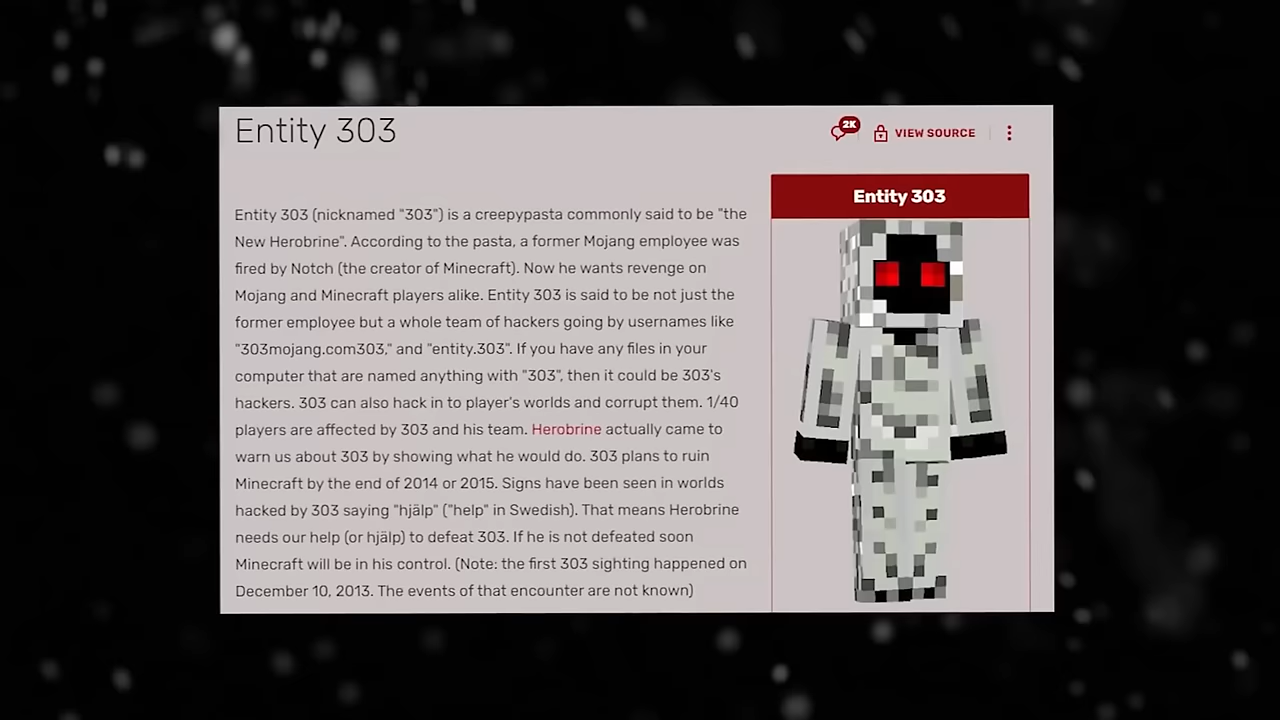 Entity 303
2K
VIEW SOURCE
Entity 303
Entity 303 (nicknamed "303") is a creepypasta commonly said to be "the
New Herobrine". According to the pasta, a former Mojang employee was
fired by Notch (the creator of Minecraft). Now he wants revenge on
Mojang and Minecraft players alike. Entity 303 is said to be not just the
former employee but a whole team of hackers going by usernames like
"303mojang.com303," and "entity.303". If you have any files in your
computer that are named anything with "303", then it could be 303's
hackers. 303 can also hack in to player's worlds and corrupt them. 1/40
players are affected by 303 and his team. Herobrine actually came to
warn us about 303 by showing what he would do. 303 plans to ruin
Minecraft by the end of 2014 or 2015. Signs have been seen in worlds
hacked by 303 saying "hjälp" ("help" in Swedish). That means Herobrine
needs our help (or hjälp) to defeat 303. If he is not defeated soon
Minecraft will be in his control. (Note: the first 303 sighting happened on
December 10, 2013. The events of that encounter are not known)